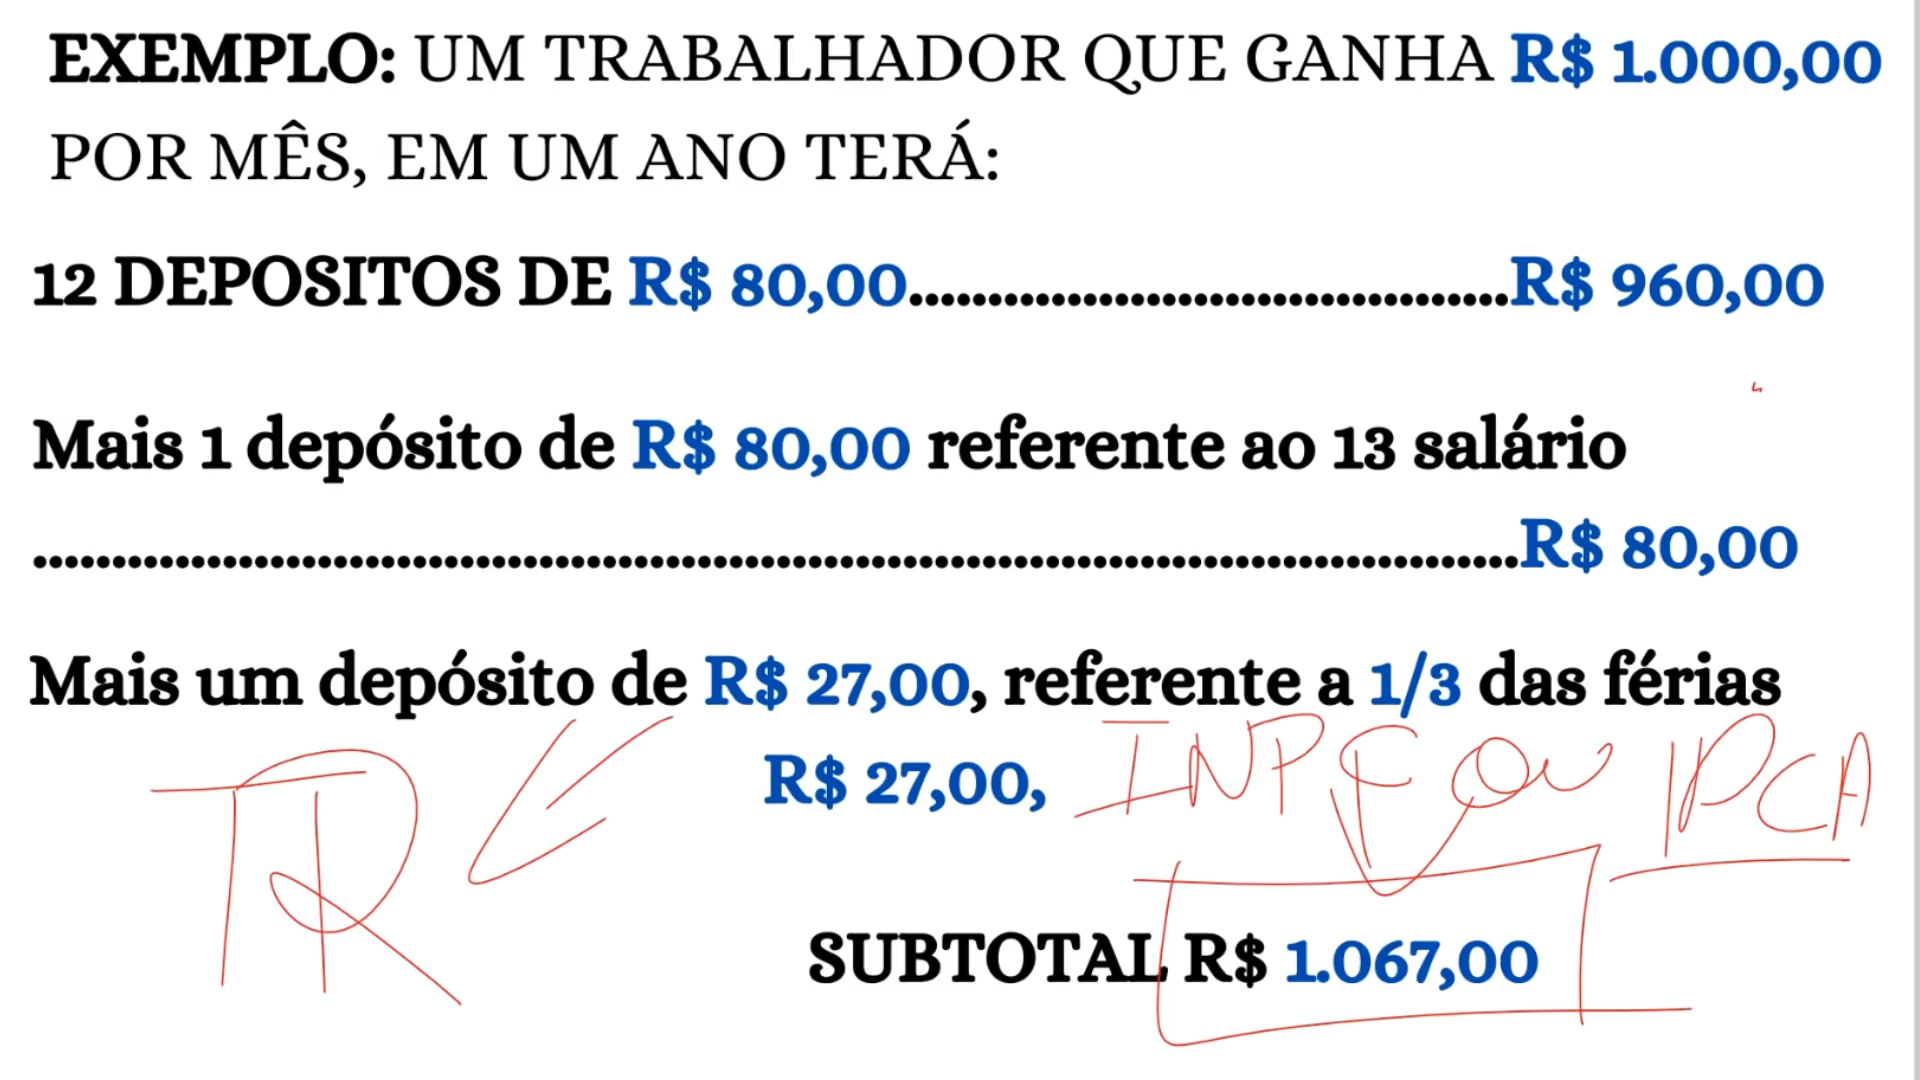 EXEMPLO: UM TRABALHADOR QUE GANHA R$ 1.000,00
POR MÊS, EM UM ANO TERÁ:
12 DEPOSITOS DE R$ 80,00......................................R$ 960,00
Mais 1 depósito de R$ 80,00 referente ao 13 salário
..............................................................................................R$ 80,00
Mais um depósito de R$ 27,00, referente a 1/3 das férias
R$ 27,00, INPC ou IPCA
TR
SUBTOTAL R$ 1.067,00